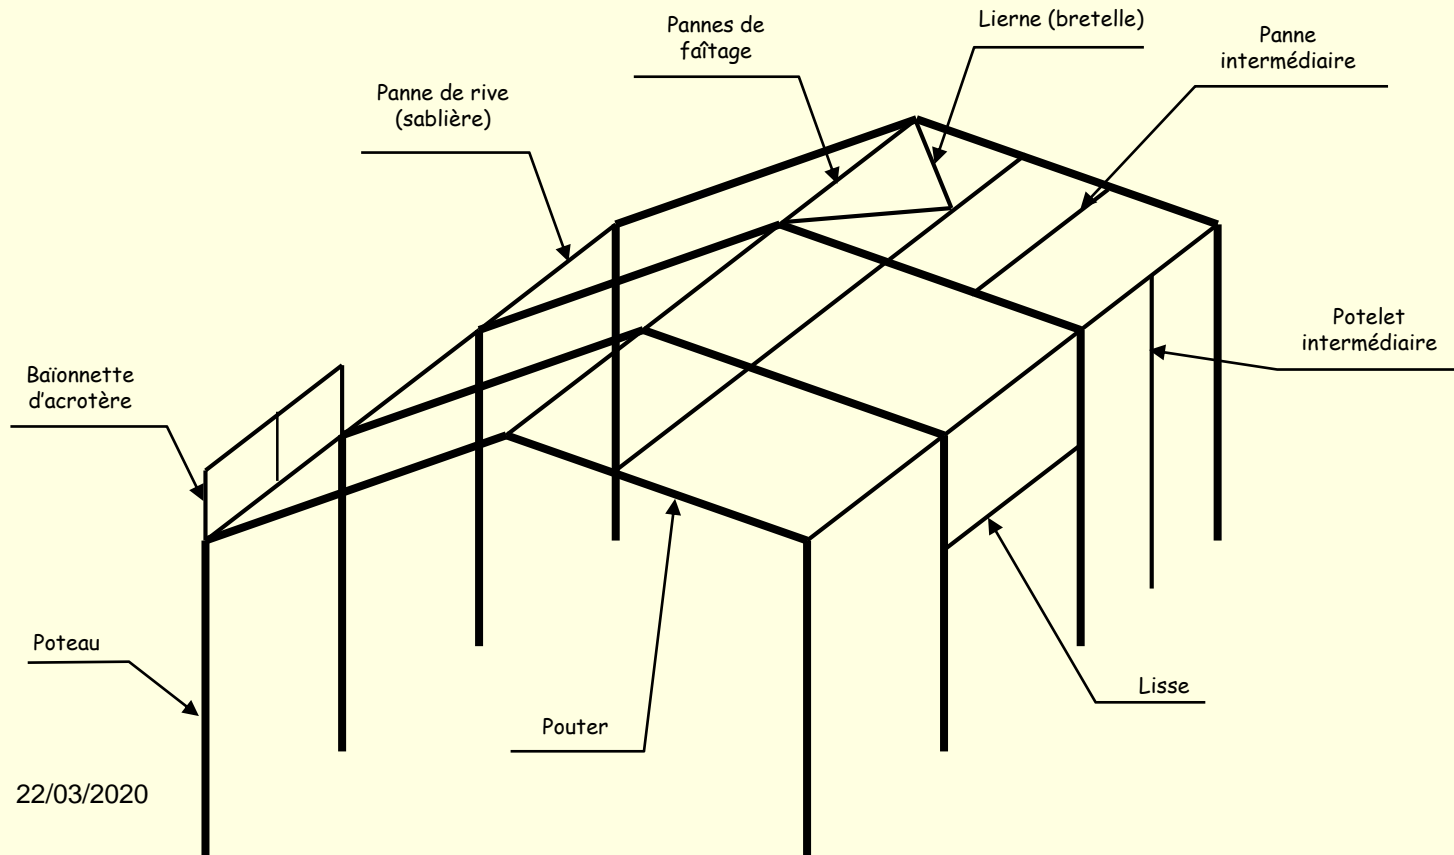 Lierne (bretelle)
Pannes de
faîtage
Panne
intermédiaire
Panne de rive
(sablière)
Potelet
intermédiaire
Baïonnette
d'acrotère
Poteau
Lisse
Pouter
22/03/2020